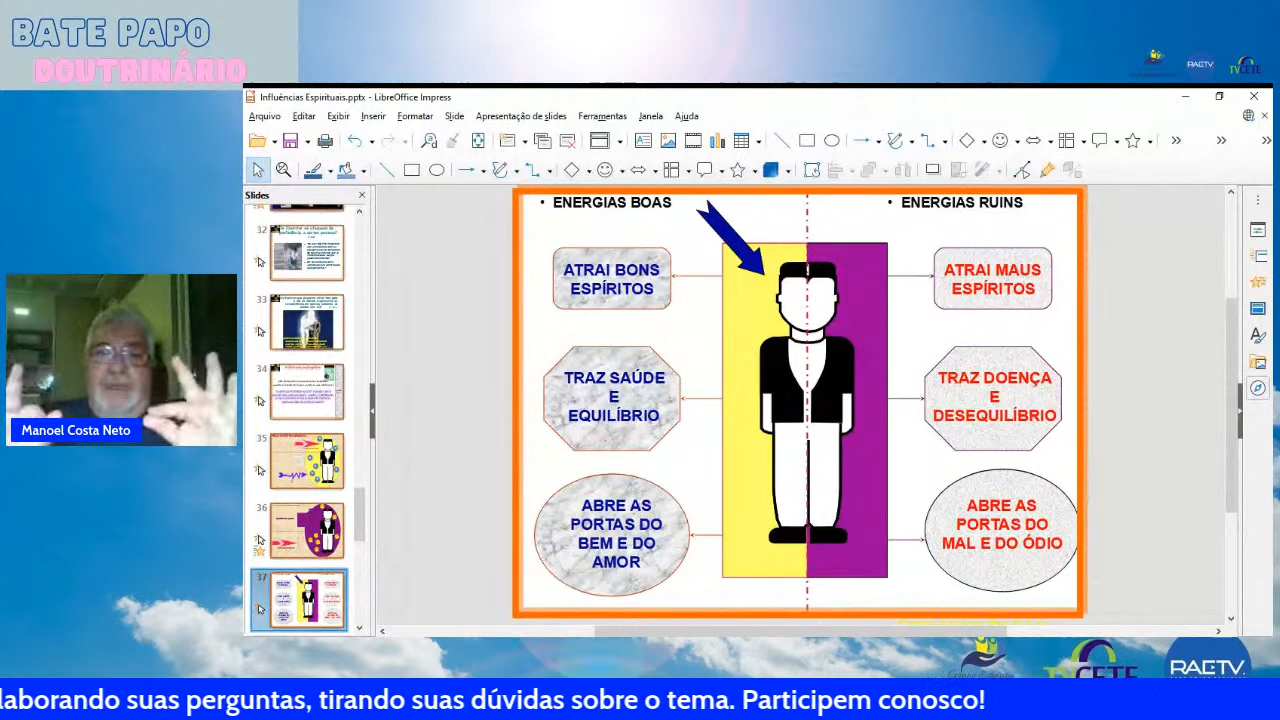 BATE PAPO
DOUTRINÁRIO
RAETV
TVCETE
Influências Espirituais.pptx - LibreOffice Impress
Arquivo Editar Exibir Inserir Formatar Slide Apresentação de slides Ferramentas Janela Ajuda
Slides
32
33
34
35
36
37
• ENERGIAS BOAS
• ENERGIAS RUINS
ATRAI BONS
ESPÍRITOS
ATRAI MAUS
ESPÍRITOS
TRAZ SAÚDE
E
EQUILÍBRIO
TRAZ DOENÇA
E
DESEQUILÍBRIO
ABRE AS
PORTAS DO
BEM E DO
AMOR
ABRE AS
PORTAS DO
MAL E DO ÓDIO
Manoel Costa Neto
TVCETE
RAETV
laborando suas perguntas, tirando suas dúvidas sobre o tema. Participem conosco!